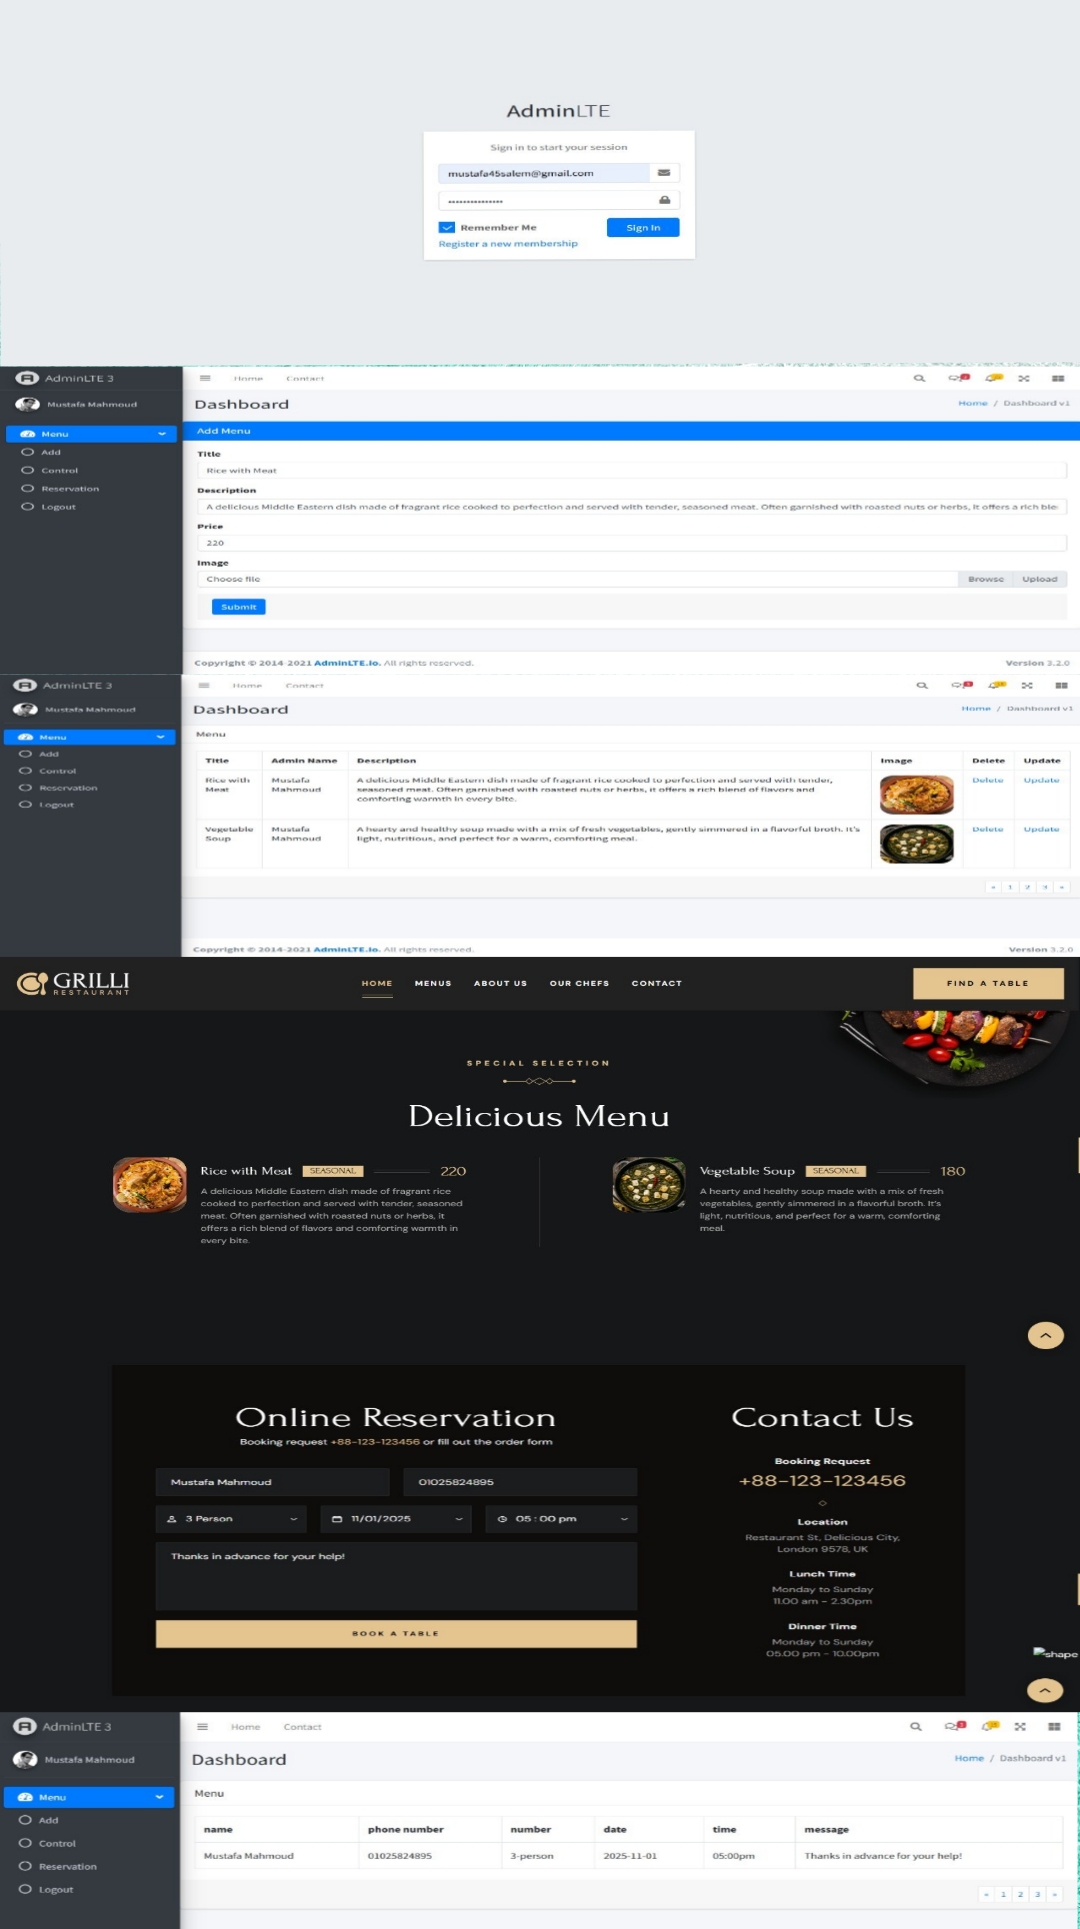 AdminLTE
Sign in to start your session
mustafa45salem@gmail.com
Remember Me
Sign In
Register a new membership
AdminLTE 3
Home Contact
Mustafa Mahmoud
Dashboard
Home / Dashboard v1
Menu
Add
Control
Reservation
Logout
Add Menu
Title
Rice with Meat
Description
A delicious Middle Eastern dish made of fragrant rice cooked to perfection and served with tender, seasoned meat. Often garnished with roasted nuts or herbs, it offers a rich ble
Price
220
Image
Choose file Browse Upload
Submit
Copyright © 2014-2021 AdminLTE.io. All rights reserved.
Version 3.2.0
AdminLTE 3
Home Contact
Mustafa Mahmoud
Dashboard
Home / Dashboard v1
Menu
Add
Control
Reservation
Logout
Menu
Title Admin Name Description Image Delete Update
Rice with Mustafa A delicious Middle Eastern dish made of fragrant rice cooked to perfection and served with tender, Delete Update
Meat Mahmoud seasoned meat. Often garnished with roasted nuts or herbs, it offers a rich blend of flavors and
comforting warmth in every bite.
Vegetable Mustafa A hearty and healthy soup made with a mix of fresh vegetables, gently simmered in a flavorful broth. It's Delete Update
Soup Mahmoud light, nutritious, and perfect for a warm, comforting meal.
« 1 2 3 »
Copyright © 2014-2021 AdminLTE.io. All rights reserved.
Version 3.2.0
GRILLI
RESTAURANT
HOME MENUS ABOUT US OUR CHEFS CONTACT
FIND A TABLE
SPECIAL SELECTION
Delicious Menu
Rice with Meat SEASONAL 220
A delicious Middle Eastern dish made of fragrant rice
cooked to perfection and served with tender, seasoned
meat. Often garnished with roasted nuts or herbs, it
offers a rich blend of flavors and comforting warmth in
every bite.
Vegetable Soup SEASONAL 180
A hearty and healthy soup made with a mix of fresh
vegetables, gently simmered in a flavorful broth. It's
light, nutritious, and perfect for a warm, comforting
meal.
Online Reservation
Booking request +88-123-123456 or fill out the order form
Mustafa Mahmoud 01025824895
3 Person 11/01/2025 05 : 00 pm
Thanks in advance for your help!
BOOK A TABLE
Contact Us
Booking Request
+88-123-123456
Location
Restaurant St, Delicious City,
London 9578, UK
Lunch Time
Monday to Sunday
11.00 am - 2.30pm
Dinner Time
Monday to Sunday
05.00 pm - 10.00pm
shape
AdminLTE 3
Home Contact
Mustafa Mahmoud
Dashboard
Home / Dashboard v1
Menu
Add
Control
Reservation
Logout
Menu
name phone number number date time message
Mustafa Mahmoud 01025824895 3-person 2025-11-01 05:00pm Thanks in advance for your help!
« 1 2 3 »